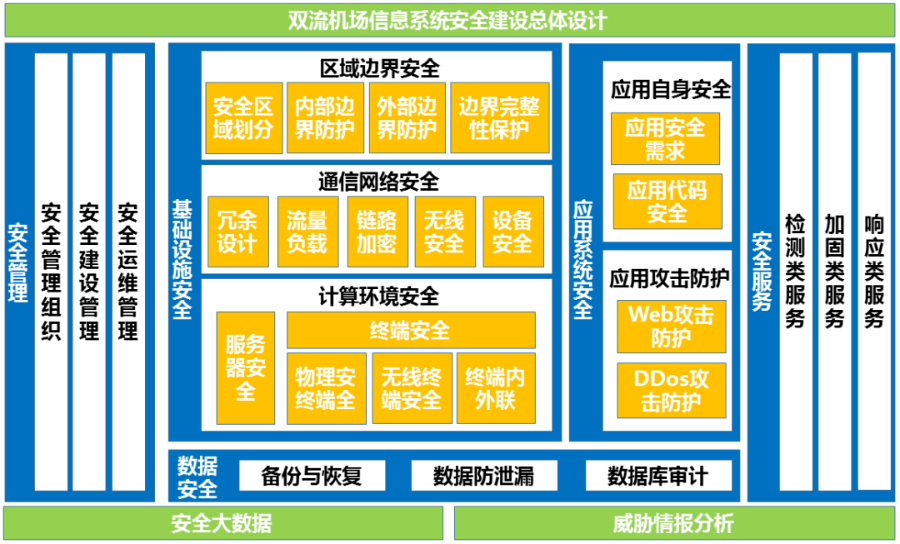 双流机场信息系统安全建设总体设计
安全管理
安全管理组织
安全建设管理
安全运维管理
基础设施安全
区域边界安全
安全区
域划分
内部边
界防护
外部边
界防护
边界完整
性保护
通信网络安全
冗余
设计
流量
负载
链路
加密
无线
安全
设备
安全
计算环境安全
服务
器安
全
终端安全
物理安
终端全
无线终
端安全
终端内
外联
应用系统安全
应用自身安全
应用安全
需求
应用代码
安全
应用攻击防护
Web攻击
防护
DDos攻
击防护
安全服务
检测类服务
加固类服务
响应类服务
数据
安全
备份与恢复
数据防泄漏
数据库审计
安全大数据
威胁情报分析